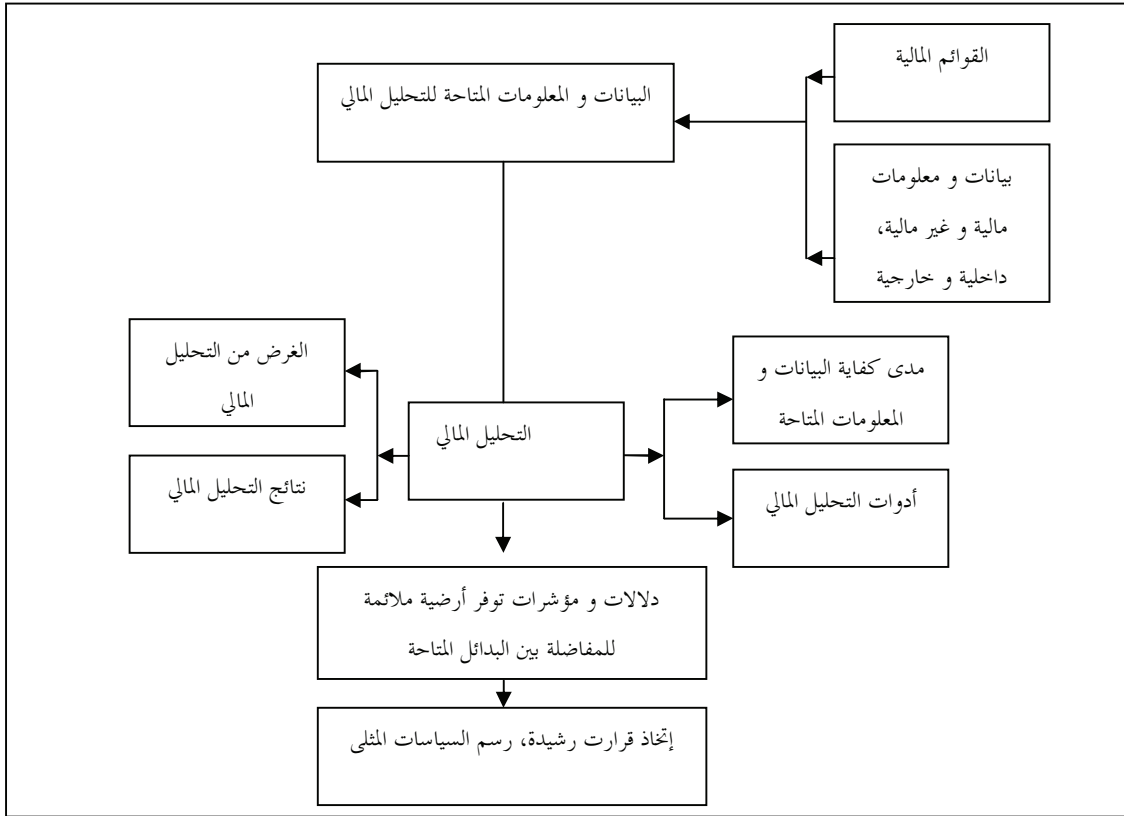 القوائم المالية
البيانات و المعلومات المتاحة للتحليل المالي
بيانات و معلومات
مالية و غير مالية،
داخلية و خارجية
الغرض من التحليل
المالي
مدى كفاية البيانات و
المعلومات المتاحة
التحليل المالي
نتائج التحليل المالي
أدوات التحليل المالي
دلالات و مؤشرات توفر أرضية ملائمة
للمفاضلة بين البدائل المتاحة
إتخاذ قرارت رشيدة، رسم السياسات المثلى